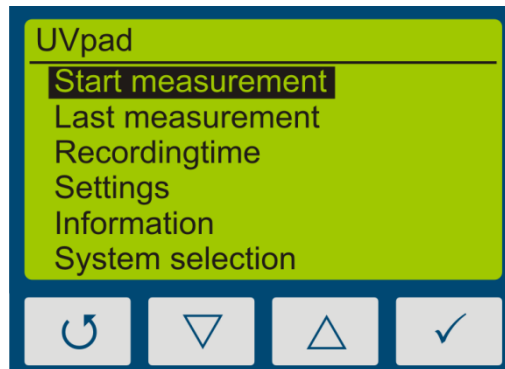 UVpad
Start measurement
Last measurement
Recordingtime
Settings
Information
System selection